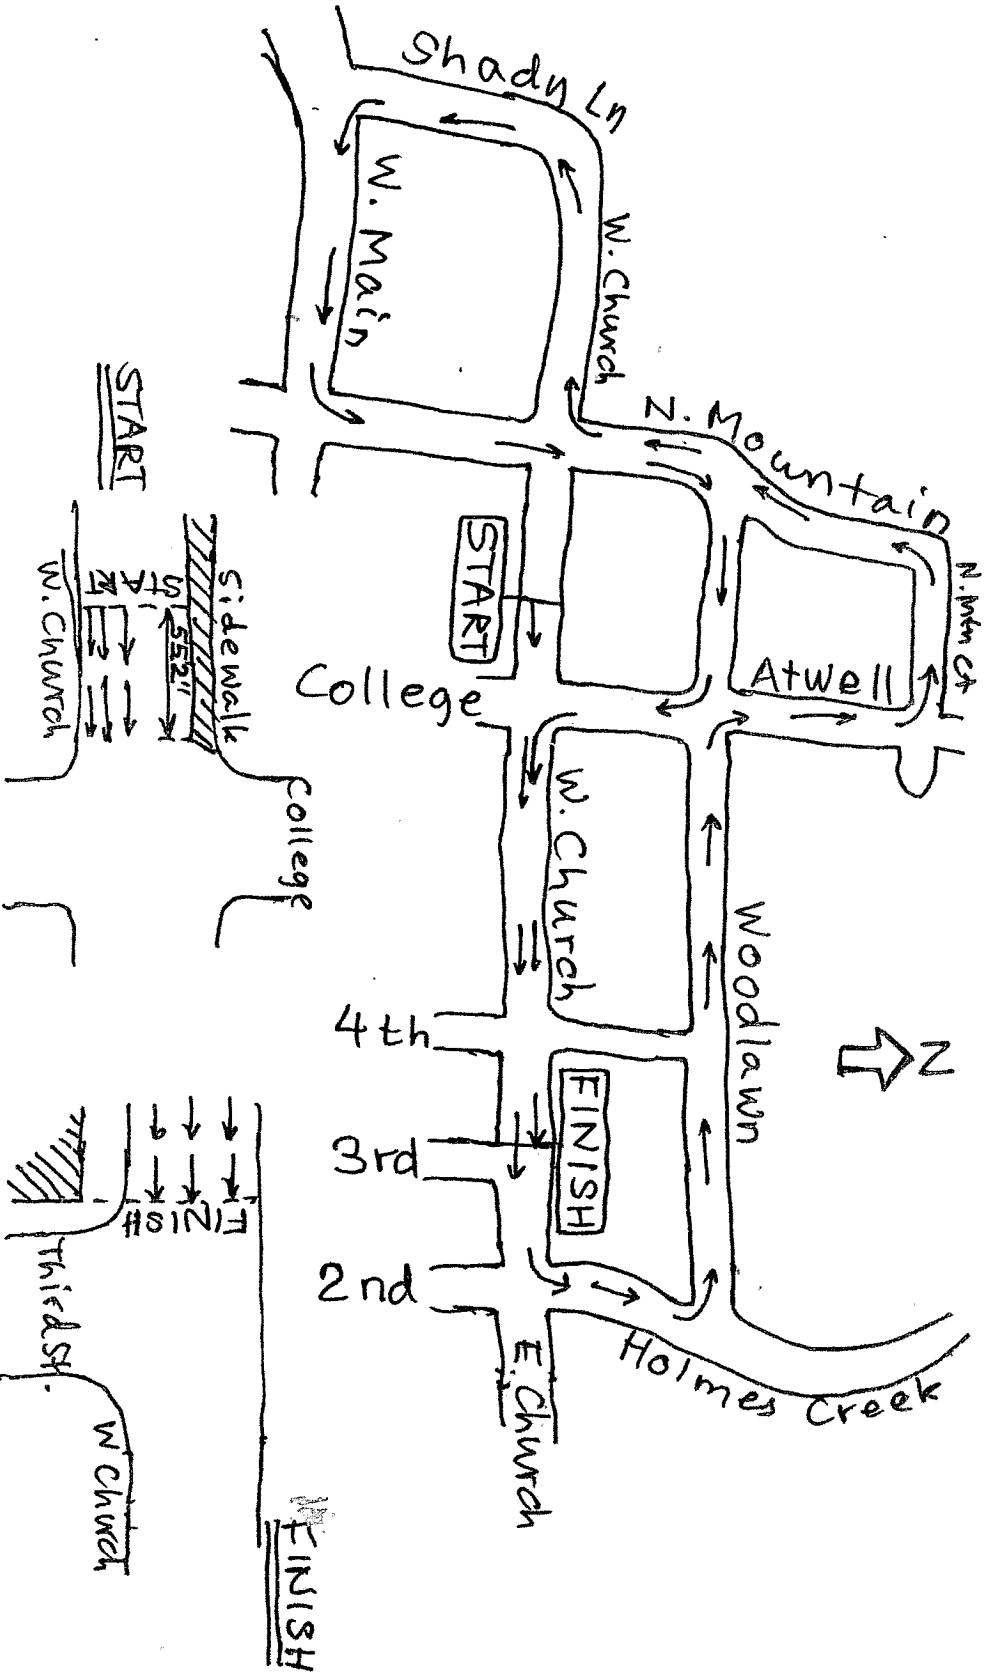 Shady Ln
W. Church
W. Main
N. Mountain
N. Mtn Ct
START
College
Atwell
W. Church
Woodlawn
N
4th
FINISH
3rd
2nd
E. Church
Holmes Creek
START
W. Church
START
552"
Sidewalk
College
FINISH
Third St.
W Church
FINISH